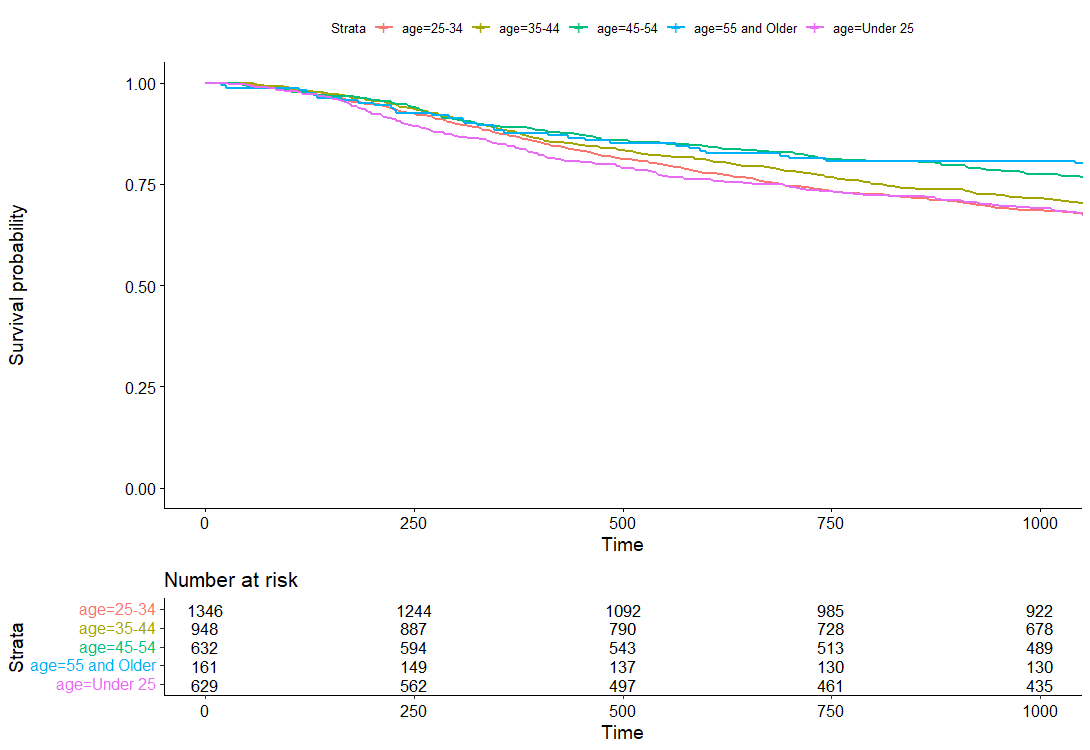 Strata age=25-34 age=35-44 age=45-54 age=55 and Older age=Under 25
Survival probability
1.00
0.75
0.50
0.25
0.00
0 250 500 750 1000
Time
Number at risk
Strata
age=25-34 1346 1244 1092 985 922
age=35-44 948 887 790 728 678
age=45-54 632 594 543 513 489
age=55 and Older 161 149 137 130 130
age=Under 25 629 562 497 461 435
0 250 500 750 1000
Time